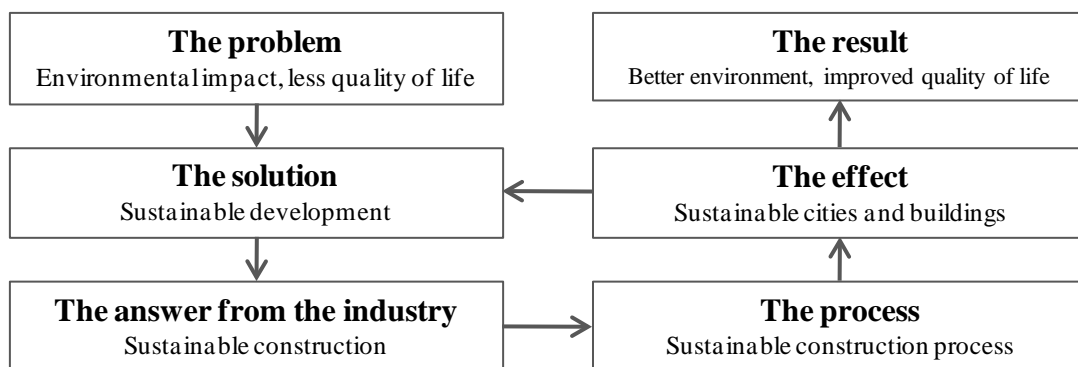 The problem
Environmental impact, less quality of life
The result
Better environment, improved quality of life
The solution
Sustainable development
The effect
Sustainable cities and buildings
The answer from the industry
Sustainable construction
The process
Sustainable construction process